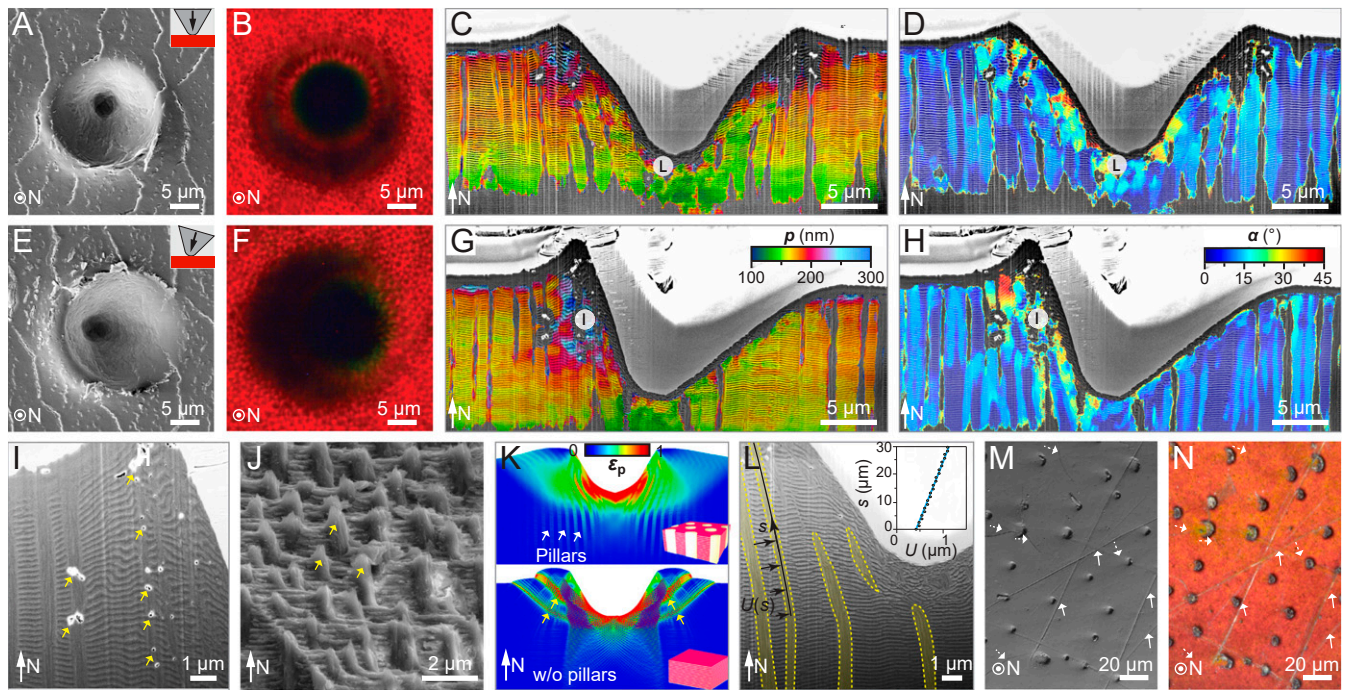 A
⊙N
5 µm
B
⊙N
5 µm
C
L
N
5 µm
D
L
N
5 µm
E
⊙N
5 µm
F
⊙N
5 µm
G
p (nm)
100 200 300
I
N
5 µm
H
α (°)
0 15 30 45
I
N
5 µm
I
N
1 µm
J
N
2 µm
K
0 1
εp
Pillars
N
w/o pillars
L
s
U(s)
30
20
10
0
s (µm)
0 1
U (µm)
N
1 µm
M
⊙N
20 µm
N
⊙N
20 µm